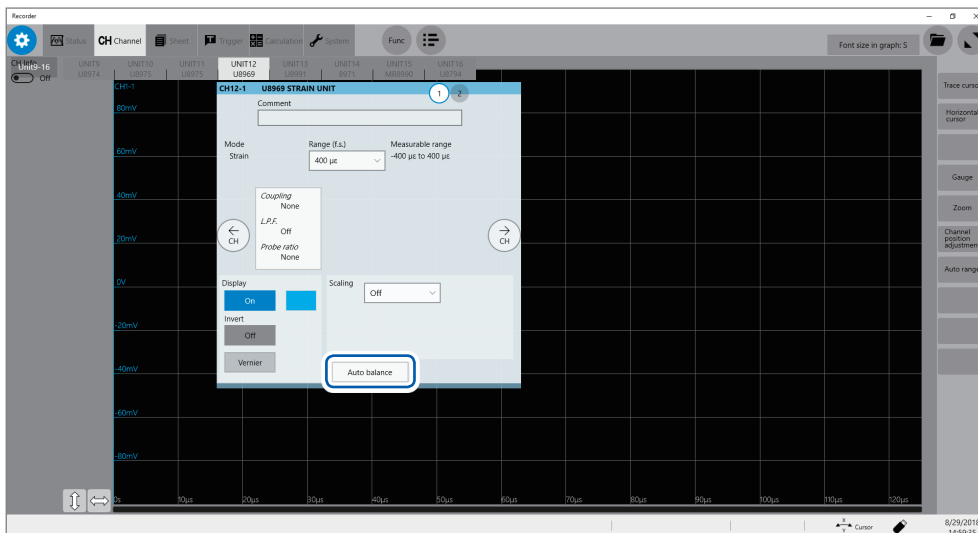 Recorder
Status CH Channel Sheet Trigger Calculation System Func Font size in graph: S
CH Info
Unit9-16
Off
UNIT9 UNIT10 UNIT11 UNIT12 UNIT13 UNIT14 UNIT15 UNIT16
U8974 U8975 U8975 U8969 U8991 8971 MR8990 U8794
CH12-1 U8969 STRAIN UNIT 1 2
Comment
Mode Range (f.s.) Measurable range
Strain 400 με -400 με to 400 με
Coupling
None
L.P.F.
Off
Probe ratio
None
CH CH
Display Scaling
On Off
Invert
Off
Vernier Auto balance
CH1-1
80mV
60mV
40mV
20mV
0V
-20mV
-40mV
-60mV
-80mV
0s 10μs 20μs 30μs 40μs 50μs 60μs 70μs 80μs 90μs 100μs 110μs 120μs
Trace curso
Horizontal
cursor
Gauge
Zoom
Channel
position
adjustmen
Auto range
X
Y
Cursor
8/29/2018
14:59:35